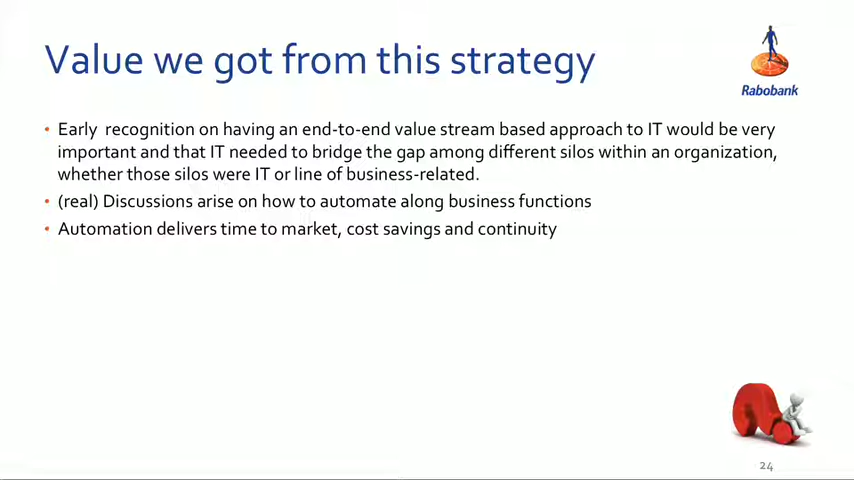 Value we got from this strategy
Rabobank
• Early  recognition on having an end-to-end value stream based approach to IT would be very
important and that IT needed to bridge the gap among different silos within an organization,
whether those silos were IT or line of business-related.
• (real) Discussions arise on how to automate along business functions
• Automation delivers time to market, cost savings and continuity
24